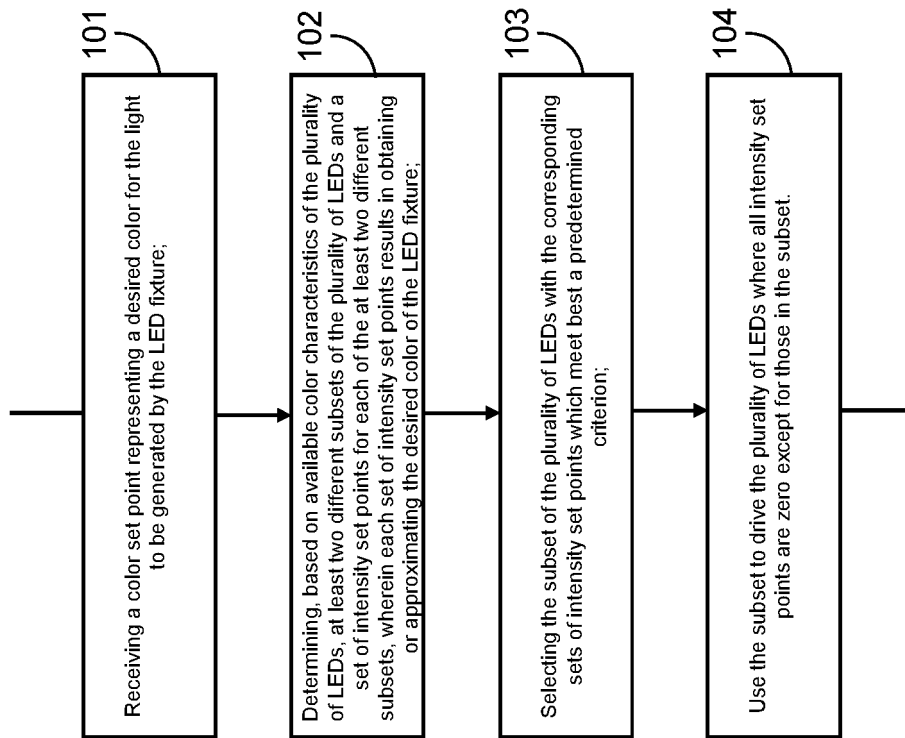 101
Receiving a color set point representing a desired color for the light
to be generated by the LED fixture;
102
Determining, based on available color characteristics of the plurality
of LEDs, at least two different subsets of the plurality of LEDs and a
set of intensity set points for each of the at least two different
subsets, wherein each set of intensity set points results in obtaining
or approximating the desired color of the LED fixture;
103
Selecting the subset of the plurality of LEDs with the corresponding
sets of intensity set points which meet best a predetermined
criterion;
104
Use the subset to drive the plurality of LEDs where all intensity set
points are zero except for those in the subset.